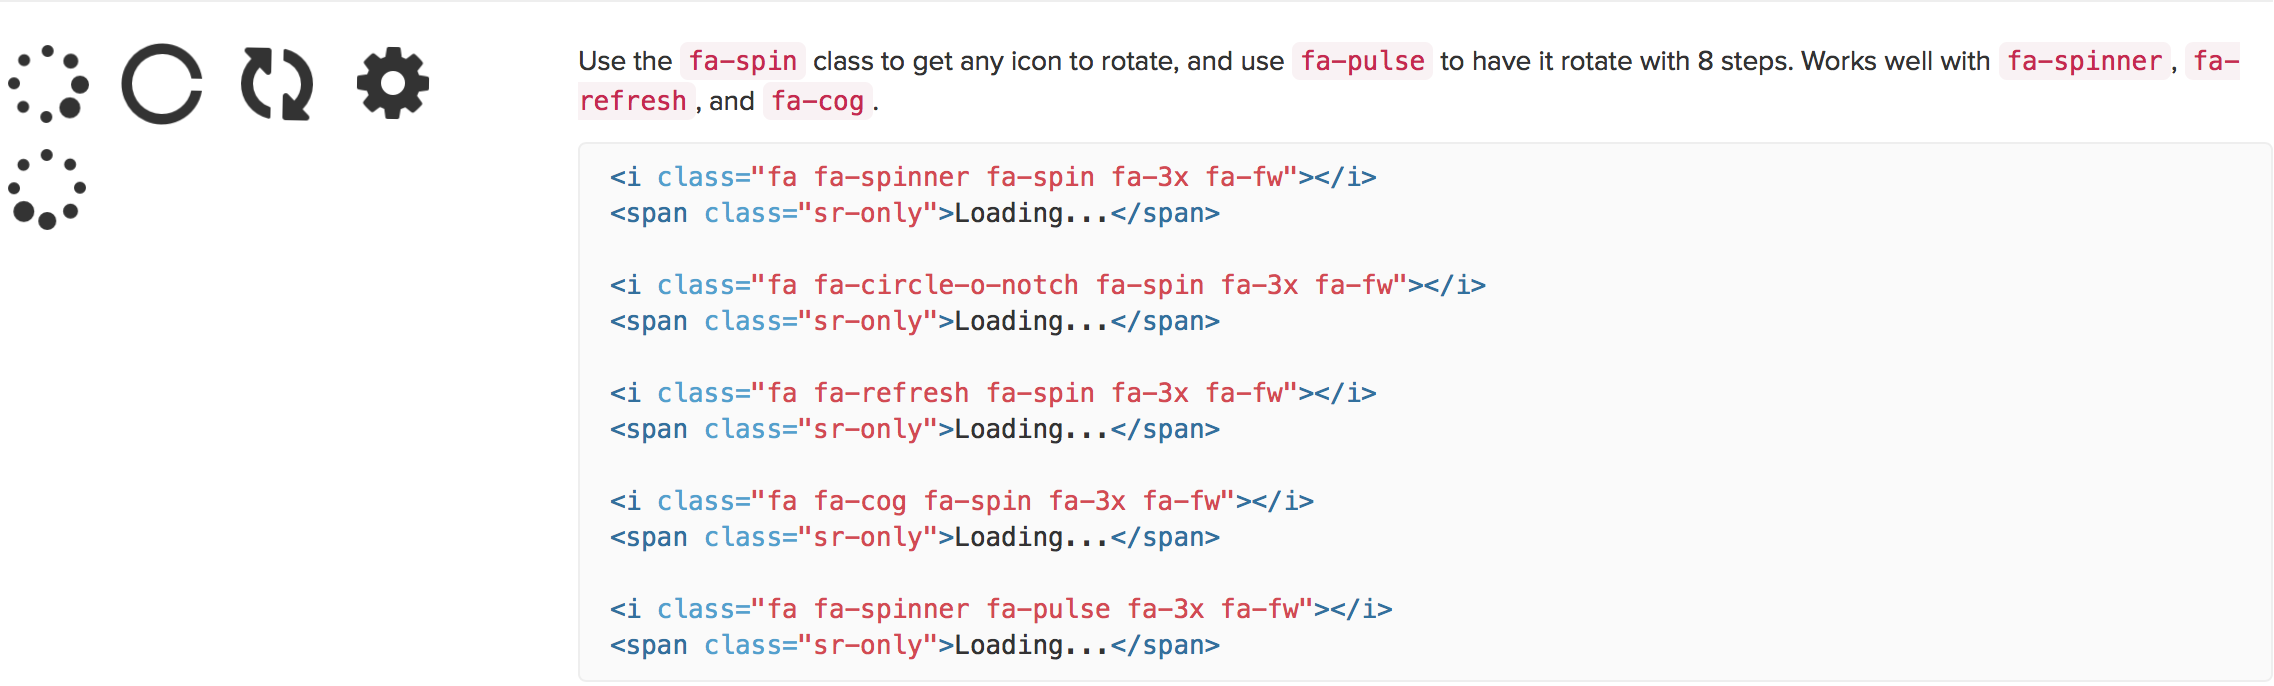 Use the fa-spin class to get any icon to rotate, and use fa-pulse to have it rotate with 8 steps. Works well with fa-spinner, fa-
refresh, and fa-cog.
<i class="fa fa-spinner fa-spin fa-3x fa-fw"></i>
<span class="sr-only">Loading...</span>
<i class="fa fa-circle-o-notch fa-spin fa-3x fa-fw"></i>
<span class="sr-only">Loading...</span>
<i class="fa fa-refresh fa-spin fa-3x fa-fw"></i>
<span class="sr-only">Loading...</span>
<i class="fa fa-cog fa-spin fa-3x fa-fw"></i>
<span class="sr-only">Loading...</span>
<i class="fa fa-spinner fa-pulse fa-3x fa-fw"></i>
<span class="sr-only">Loading...</span>